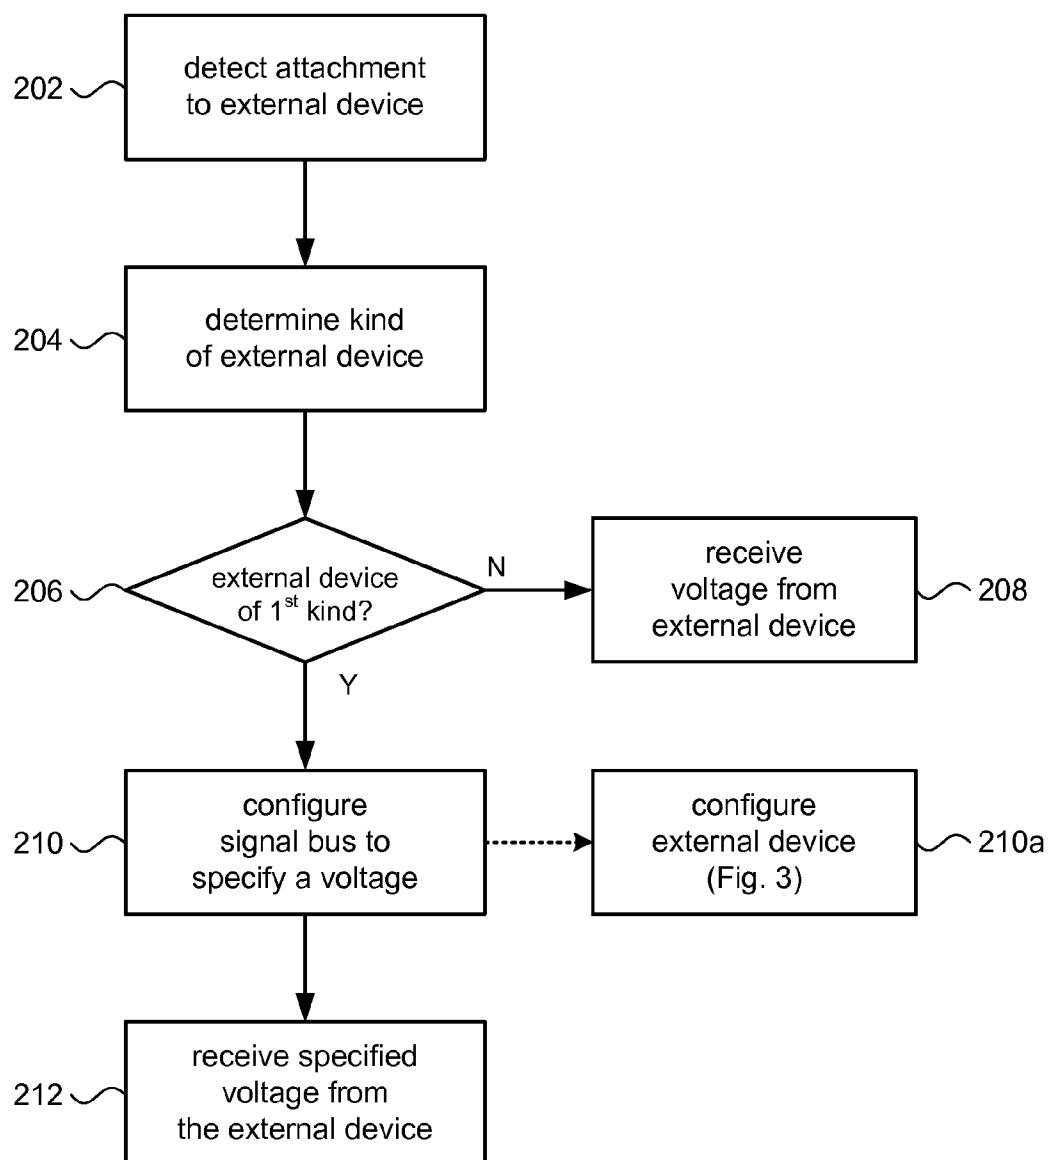 202
detect attachment
to external device
204
determine kind
of external device
206
external device
of 1st kind?
N
receive
voltage from
external device
208
Y
210
configure
signal bus to
specify a voltage
configure
external device
(Fig. 3)
210a
212
receive specified
voltage from
the external device